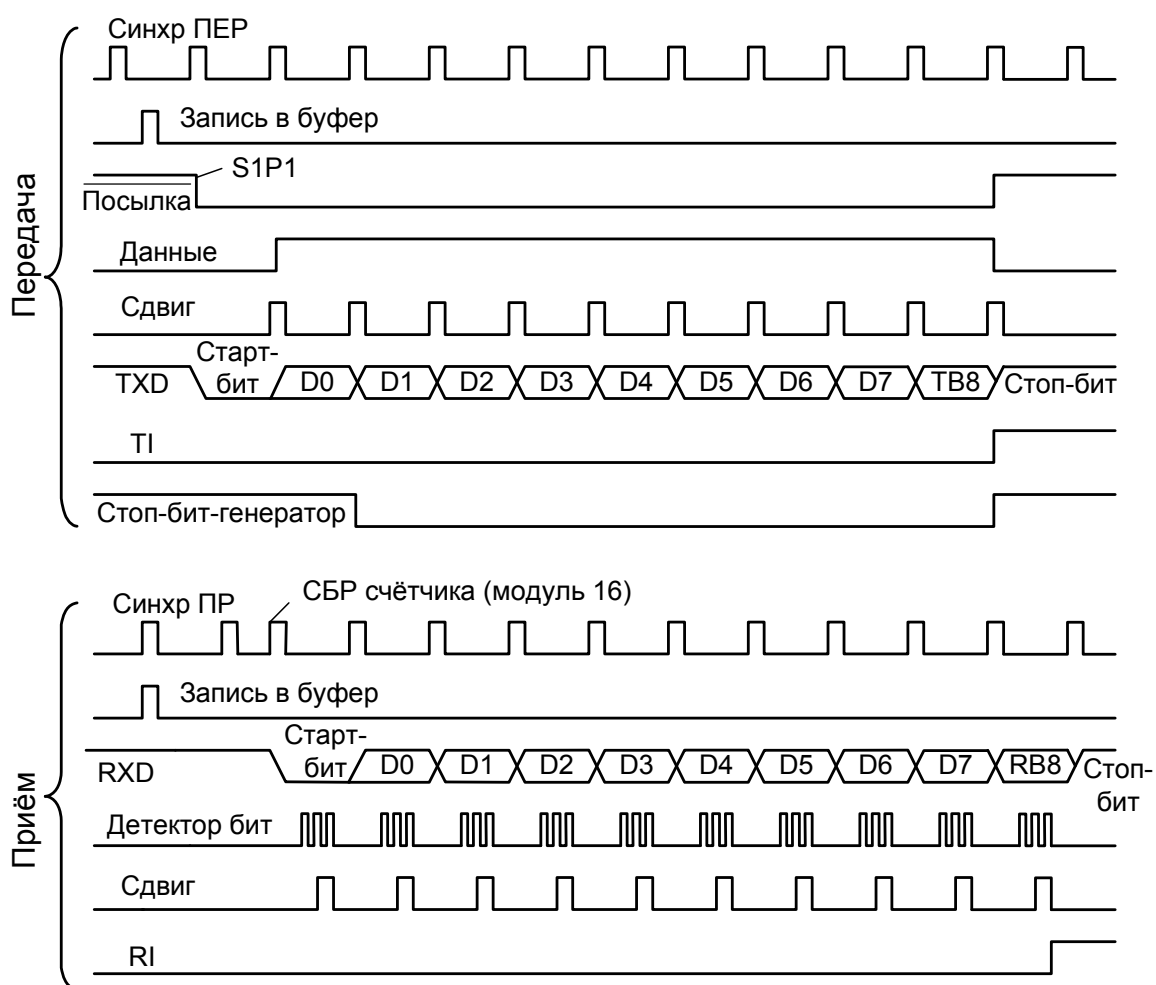 Передача
Синхр ПЕР
Запись в буфер
S1P1
Посылка
Данные
Сдвиг
Старт-
бит
TXD
D0 D1 D2 D3 D4 D5 D6 D7 TB8
Стоп-бит
TI
Стоп-бит-генератор
Приём
Синхр ПР
СБР счётчика (модуль 16)
Запись в буфер
Старт-
бит
RXD
D0 D1 D2 D3 D4 D5 D6 D7 RB8
Стоп-
бит
Детектор бит
Сдвиг
RI